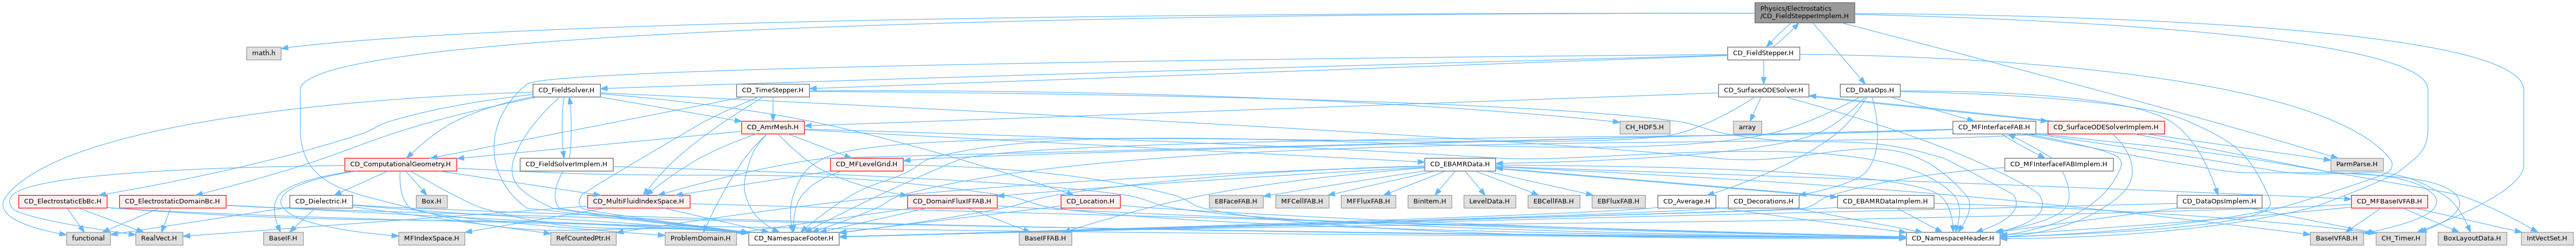 Physics/Electrostatics
/CD_FieldStepperImplem.H
math.h
CD_FieldStepper.H
CD_FieldSolver.H
CD_TimeStepper.H
CD_SurfaceODESolver.H
CD_DataOps.H
CD_AmrMesh.H
CH_HDF5.H
array
CD_MFInterfaceFAB.H
CD_SurfaceODESolverImplem.H
CD_ComputationalGeometry.H
CD_FieldSolverImplem.H
CD_MFLevelGrid.H
CD_EBAMRData.H
CD_MFInterfaceFABImplem.H
ParmParse.H
CD_ElectrostaticEbBc.H
CD_ElectrostaticDomainBc.H
CD_Dielectric.H
Box.H
CD_MultiFluidIndexSpace.H
CD_DomainFluxIFFAB.H
CD_Location.H
EBFaceFAB.H
MFCellFAB.H
MFFluxFAB.H
BinItem.H
LevelData.H
EBCellFAB.H
EBFluxFAB.H
CD_Average.H
CD_Decorations.H
CD_EBAMRDataImplem.H
CD_DataOpsImplem.H
CD_MFBaseIVFAB.H
functional
RealVect.H
BaseIF.H
MFIndexSpace.H
RefCountedPtr.H
ProblemDomain.H
CD_NamespaceFooter.H
BaseIFFAB.H
CD_NamespaceHeader.H
BaseIVFAB.H
CH_Timer.H
BoxLayoutData.H
IntVectSet.H